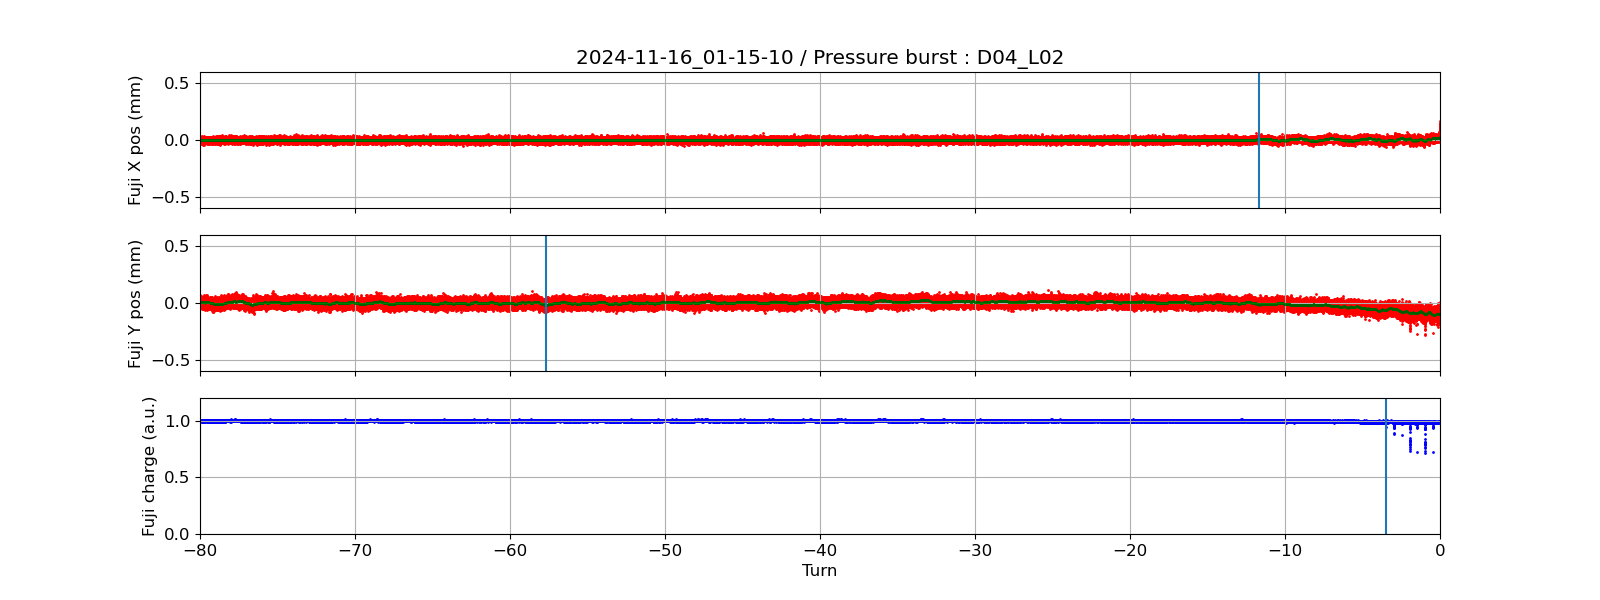 2024-11-16_01-15-10 / Pressure burst : D04_L02
Fuji X pos (mm)
0.5
0.0
−0.5
Fuji Y pos (mm)
0.5
0.0
−0.5
Fuji charge (a.u.)
1.0
0.5
0.0
−80 −70 −60 −50 −40 −30 −20 −10 0
Turn